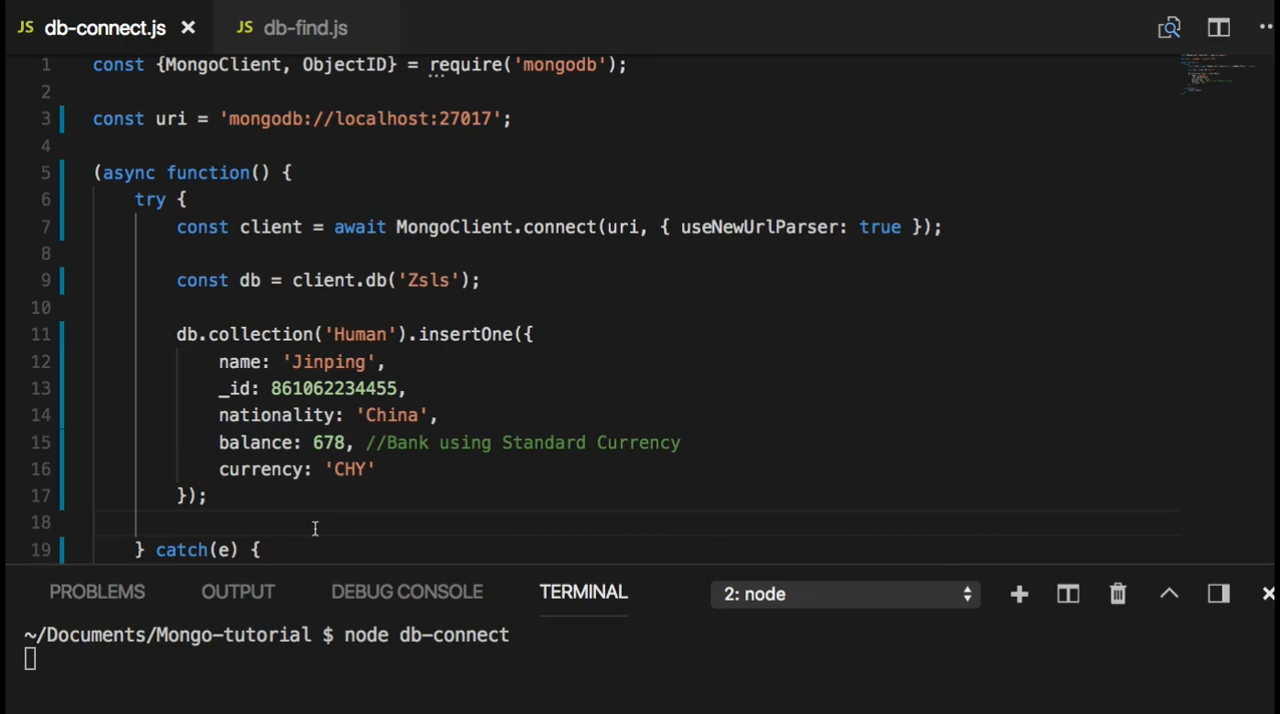 JS db-connect.js ×
JS db-find.js
1 const {MongoClient, ObjectID} = require('mongodb');
2
3 const uri = 'mongodb://localhost:27017';
4
5 (async function() {
6 try {
7 const client = await MongoClient.connect(uri, { useNewUrlParser: true });
8
9 const db = client.db('Zsls');
10
11 db.collection('Human').insertOne({
12 name: 'Jinping',
13 _id: 861062234455,
14 nationality: 'China',
15 balance: 678, //Bank using Standard Currency
16 currency: 'CHY'
17 });
18
19 } catch(e) {
PROBLEMS OUTPUT DEBUG CONSOLE TERMINAL 2: node
~/Documents/Mongo-tutorial $ node db-connect